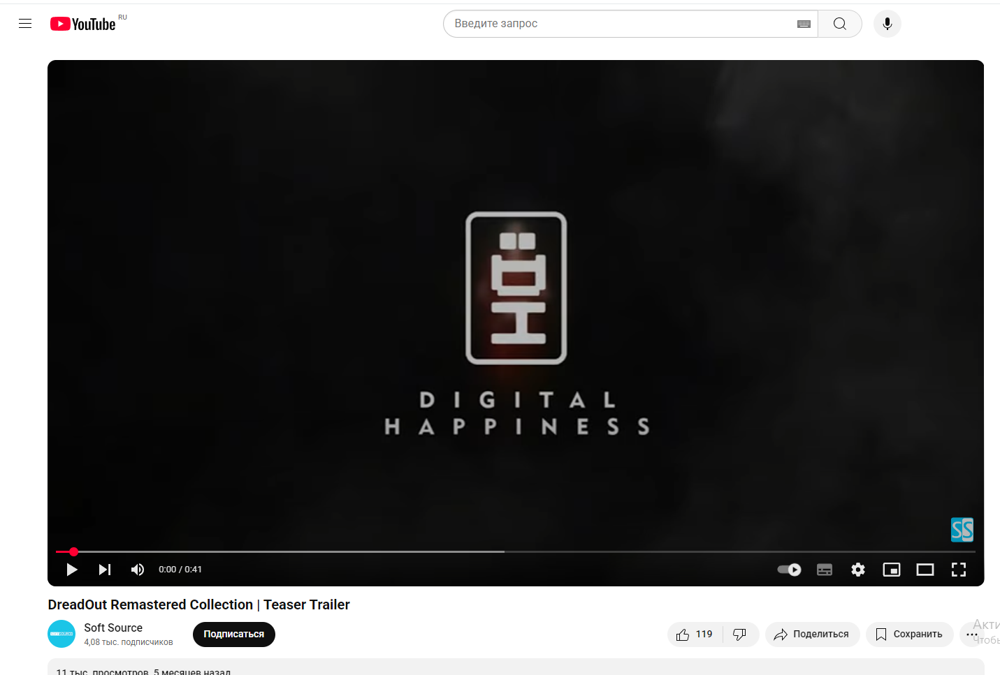 YouTube RU
Введите запрос
DIGITAL
HAPPINESS
SS
0:00 / 0:41
DreadOut Remastered Collection | Teaser Trailer
Soft Source
4,08 тыс. подписчиков
Подписаться
119
Поделиться
Сохранить
Акти
Чтобы
11 тыс. просмотров 5 месяцев назад